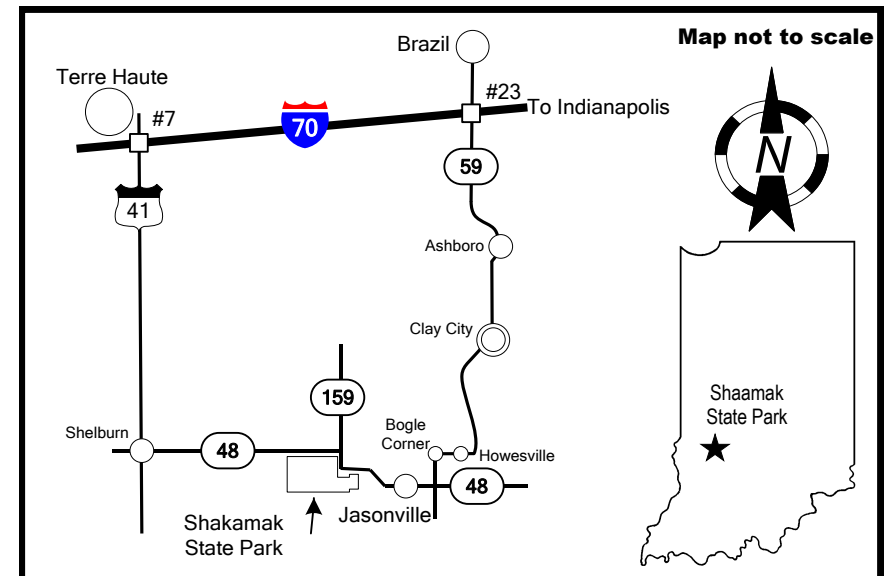 Map not to scale
Brazil
Terre Haute
#7
#23
To Indianapolis
70
N
59
41
Ashboro
Clay City
159
Shaamak
State Park
Shelburn
48
Bogle
Corner
Howesville
48
Jasonville
Shakamak
State Park